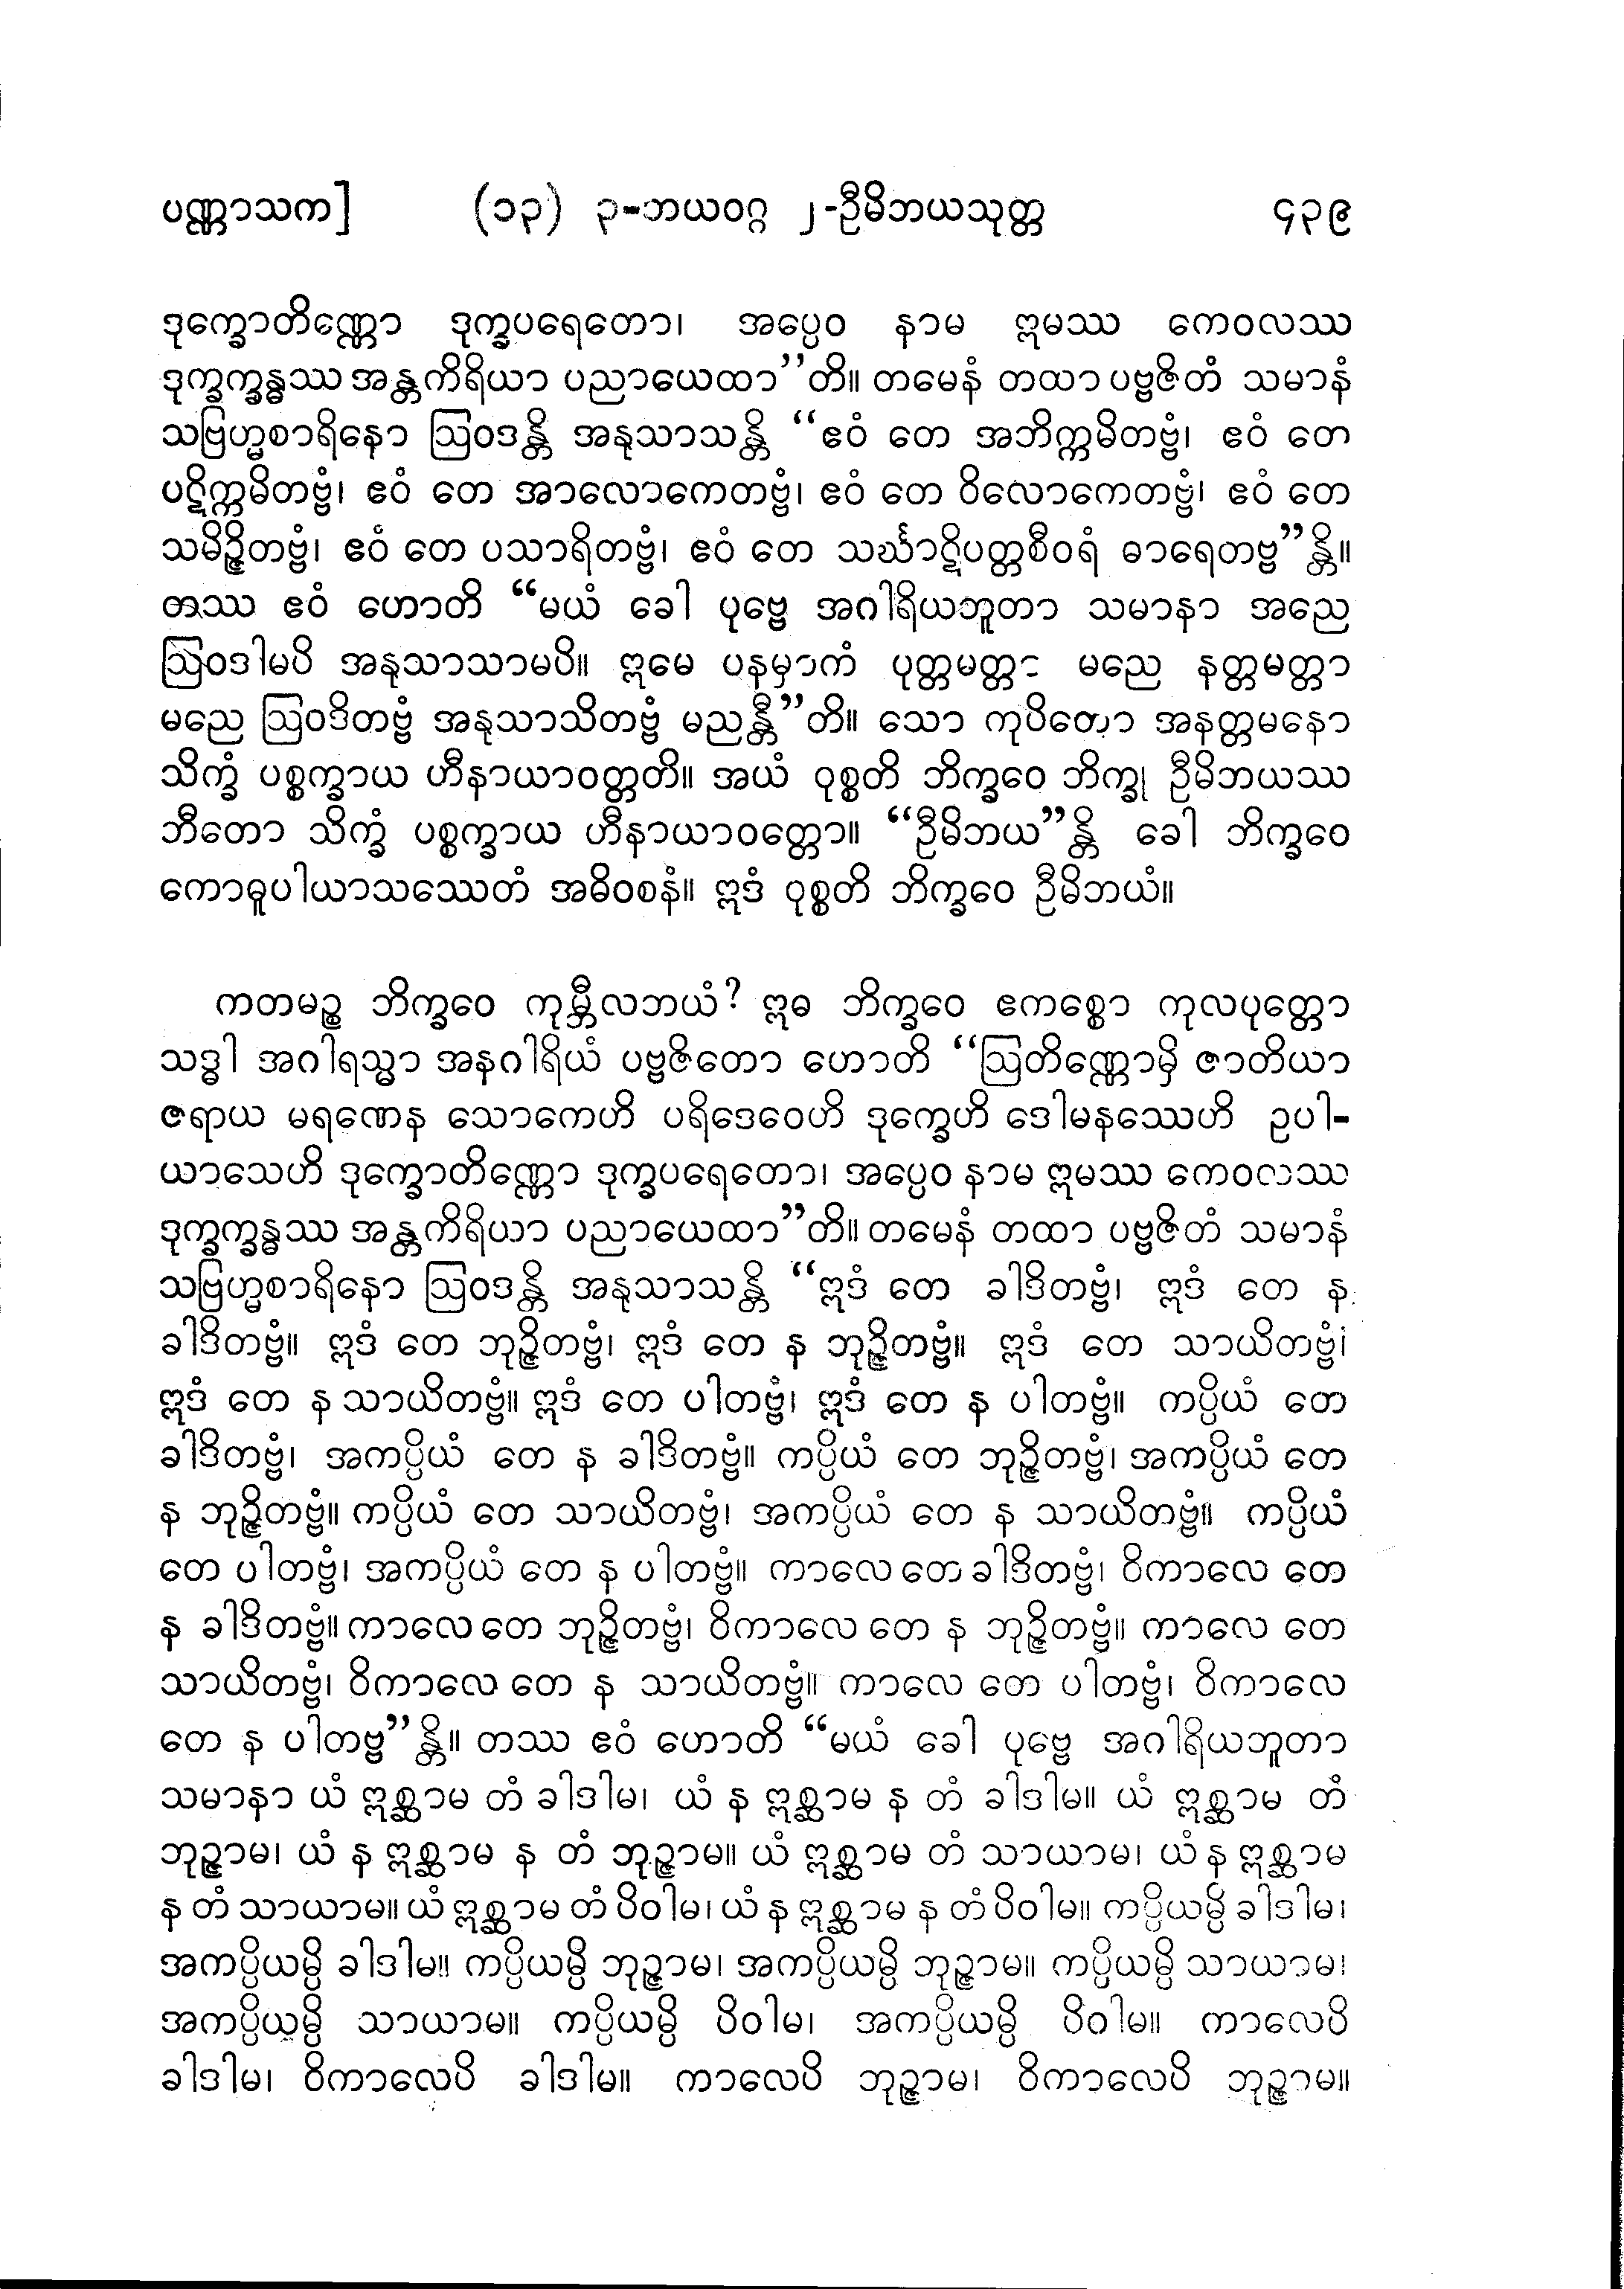 ပဏ္ဏာသက] (၁၃) ၃-ဘယဝဂ္ဂ ၂-ဦမိဘယသုတ္တ ၄၃၉
ဒုက္ခောတိဏ္ဏော ဒုက္ခပရေတော၊ အပ္ပေဝ နာမ ဣမဿ ကေဝလဿ
ဒုက္ခက္ခန္ဓဿ အန္တကိရိယာ ပညာယေထာ”တိ။ တမေနံ တထာ ပဗ္ဗဇိတံ သမာနံ
သဗြဟ္မစာရိနော ဩဝဒန္တိ အနုသာသန္တိ “ဧဝံ တေ အဘိက္ကမိတဗ္ဗံ၊ ဧဝံ တေ
ပဋိက္ကမိတဗ္ဗံ၊ ဧဝံ တေ အာလောကေတဗ္ဗံ၊ ဧဝံ တေ ဝိလောကေတဗ္ဗံ၊ ဧဝံ တေ
သမိဉ္ဇိတဗ္ဗံ၊ ဧဝံ တေ ပသာရိတဗ္ဗံ၊ ဧဝံ တေ သင်္ဃာဋိပတ္တစီဝရံ ဓာရေတဗ္ဗ”န္တိ။
တဿ ဧဝံ ဟောတိ “မယံ ခေါ ပုဗ္ဗေ အဂါရိယဘူတာ သမာနာ အညေ
ဩဝဒါမပိ အနုသာသာမပိ။ ဣမေ ပနမှာကံ ပုတ္တမတ္တာ မညေ နတ္တမတ္တာ
မညေ ဩဝဒိတဗ္ဗံ အနုသာသိတဗ္ဗံ မညန္တီ”တိ။ သော ကုပိတော အနတ္တမနော
သိက္ခံ ပစ္စက္ခာယ ဟီနာယာဝတ္တတိ။ အယံ ဝုစ္စတိ ဘိက္ခဝေ ဘိက္ခု ဦမိဘယဿ
ဘီတော သိက္ခံ ပစ္စက္ခာယ ဟီနာယာဝတ္တော။ “ဦမိဘယ”န္တိ ခေါ ဘိက္ခဝေ
ကောဓူပါယာသဿေတံ အဓိဝစနံ။ ဣဒံ ဝုစ္စတိ ဘိက္ခဝေ ဦမိဘယံ။
ကတမဉ္စ ဘိက္ခဝေ ကုမ္ဘီလဘယံ? ဣဓ ဘိက္ခဝေ ဧကစ္စော ကုလပုတ္တော
သဒ္ဓါ အဂါရသ္မာ အနဂါရိယံ ပဗ္ဗဇိတော ဟောတိ “ဩတိဏ္ဏောမှိ ဇာတိယာ
ဇရာယ မရဏေန သောကေဟိ ပရိဒေဝေဟိ ဒုက္ခေဟိ ဒေါမနဿေဟိ ဥပါ-
ယာသေဟိ ဒုက္ခောတိဏ္ဏော ဒုက္ခပရေတော၊ အပ္ပေဝ နာမ ဣမဿ ကေဝလဿ
ဒုက္ခက္ခန္ဓဿ အန္တကိရိယာ ပညာယေထာ”တိ။ တမေနံ တထာ ပဗ္ဗဇိတံ သမာနံ
သဗြဟ္မစာရိနော ဩဝဒန္တိ အနုသာသန္တိ “ဣဒံ တေ ခါဒိတဗ္ဗံ၊ ဣဒံ တေ န
ခါဒိတဗ္ဗံ။ ဣဒံ တေ ဘုဉ္ဇိတဗ္ဗံ၊ ဣဒံ တေ န ဘုဉ္ဇိတဗ္ဗံ။ ဣဒံ တေ သာယိတဗ္ဗံ၊
ဣဒံ တေ န သာယိတဗ္ဗံ။ ဣဒံ တေ ပါတဗ္ဗံ၊ ဣဒံ တေ န ပါတဗ္ဗံ။ ကပ္ပိယံ တေ
ခါဒိတဗ္ဗံ၊ အကပ္ပိယံ တေ န ခါဒိတဗ္ဗံ။ ကပ္ပိယံ တေ ဘုဉ္ဇိတဗ္ဗံ၊ အကပ္ပိယံ တေ
န ဘုဉ္ဇိတဗ္ဗံ။ ကပ္ပိယံ တေ သာယိတဗ္ဗံ၊ အကပ္ပိယံ တေ န သာယိတဗ္ဗံ။ ကပ္ပိယံ
တေ ပါတဗ္ဗံ၊ အကပ္ပိယံ တေ န ပါတဗ္ဗံ။ ကာလေ တေ ခါဒိတဗ္ဗံ၊ ဝိကာလေ တေ
န ခါဒိတဗ္ဗံ။ ကာလေ တေ ဘုဉ္ဇိတဗ္ဗံ၊ ဝိကာလေ တေ န ဘုဉ္ဇိတဗ္ဗံ။ ကာလေ တေ
သာယိတဗ္ဗံ၊ ဝိကာလေ တေ န သာယိတဗ္ဗံ။ ကာလေ တေ ပါတဗ္ဗံ၊ ဝိကာလေ
တေ န ပါတဗ္ဗ”န္တိ။ တဿ ဧဝံ ဟောတိ “မယံ ခေါ ပုဗ္ဗေ အဂါရိယဘူတာ
သမာနာ ယံ ဣစ္ဆာမ တံ ခါဒါမ၊ ယံ န ဣစ္ဆာမ န တံ ခါဒါမ။ ယံ ဣစ္ဆာမ တံ
ဘုဉ္ဇာမ၊ ယံ န ဣစ္ဆာမ န တံ ဘုဉ္ဇာမ။ ယံ ဣစ္ဆာမ တံ သာယာမ၊ ယံ န ဣစ္ဆာမ
န တံ သာယာမ။ ယံ ဣစ္ဆာမ တံ ပိဝါမ၊ ယံ န ဣစ္ဆာမ န တံ ပိဝါမ။ ကပ္ပိယမ္ပိ ခါဒါမ၊
အကပ္ပိယမ္ပိ ခါဒါမ။ ကပ္ပိယမ္ပိ ဘုဉ္ဇာမ၊ အကပ္ပိယမ္ပိ ဘုဉ္ဇာမ။ ကပ္ပိယမ္ပိ သာယာမ၊
အကပ္ပိယမ္ပိ သာယာမ။ ကပ္ပိယမ္ပိ ပိဝါမ၊ အကပ္ပိယမ္ပိ ပိဝါမ။ ကာလေပိ
ခါဒါမ၊ ဝိကာလေပိ ခါဒါမ။ ကာလေပိ ဘုဉ္ဇာမ၊ ဝိကာလေပိ ဘုဉ္ဇာမ။